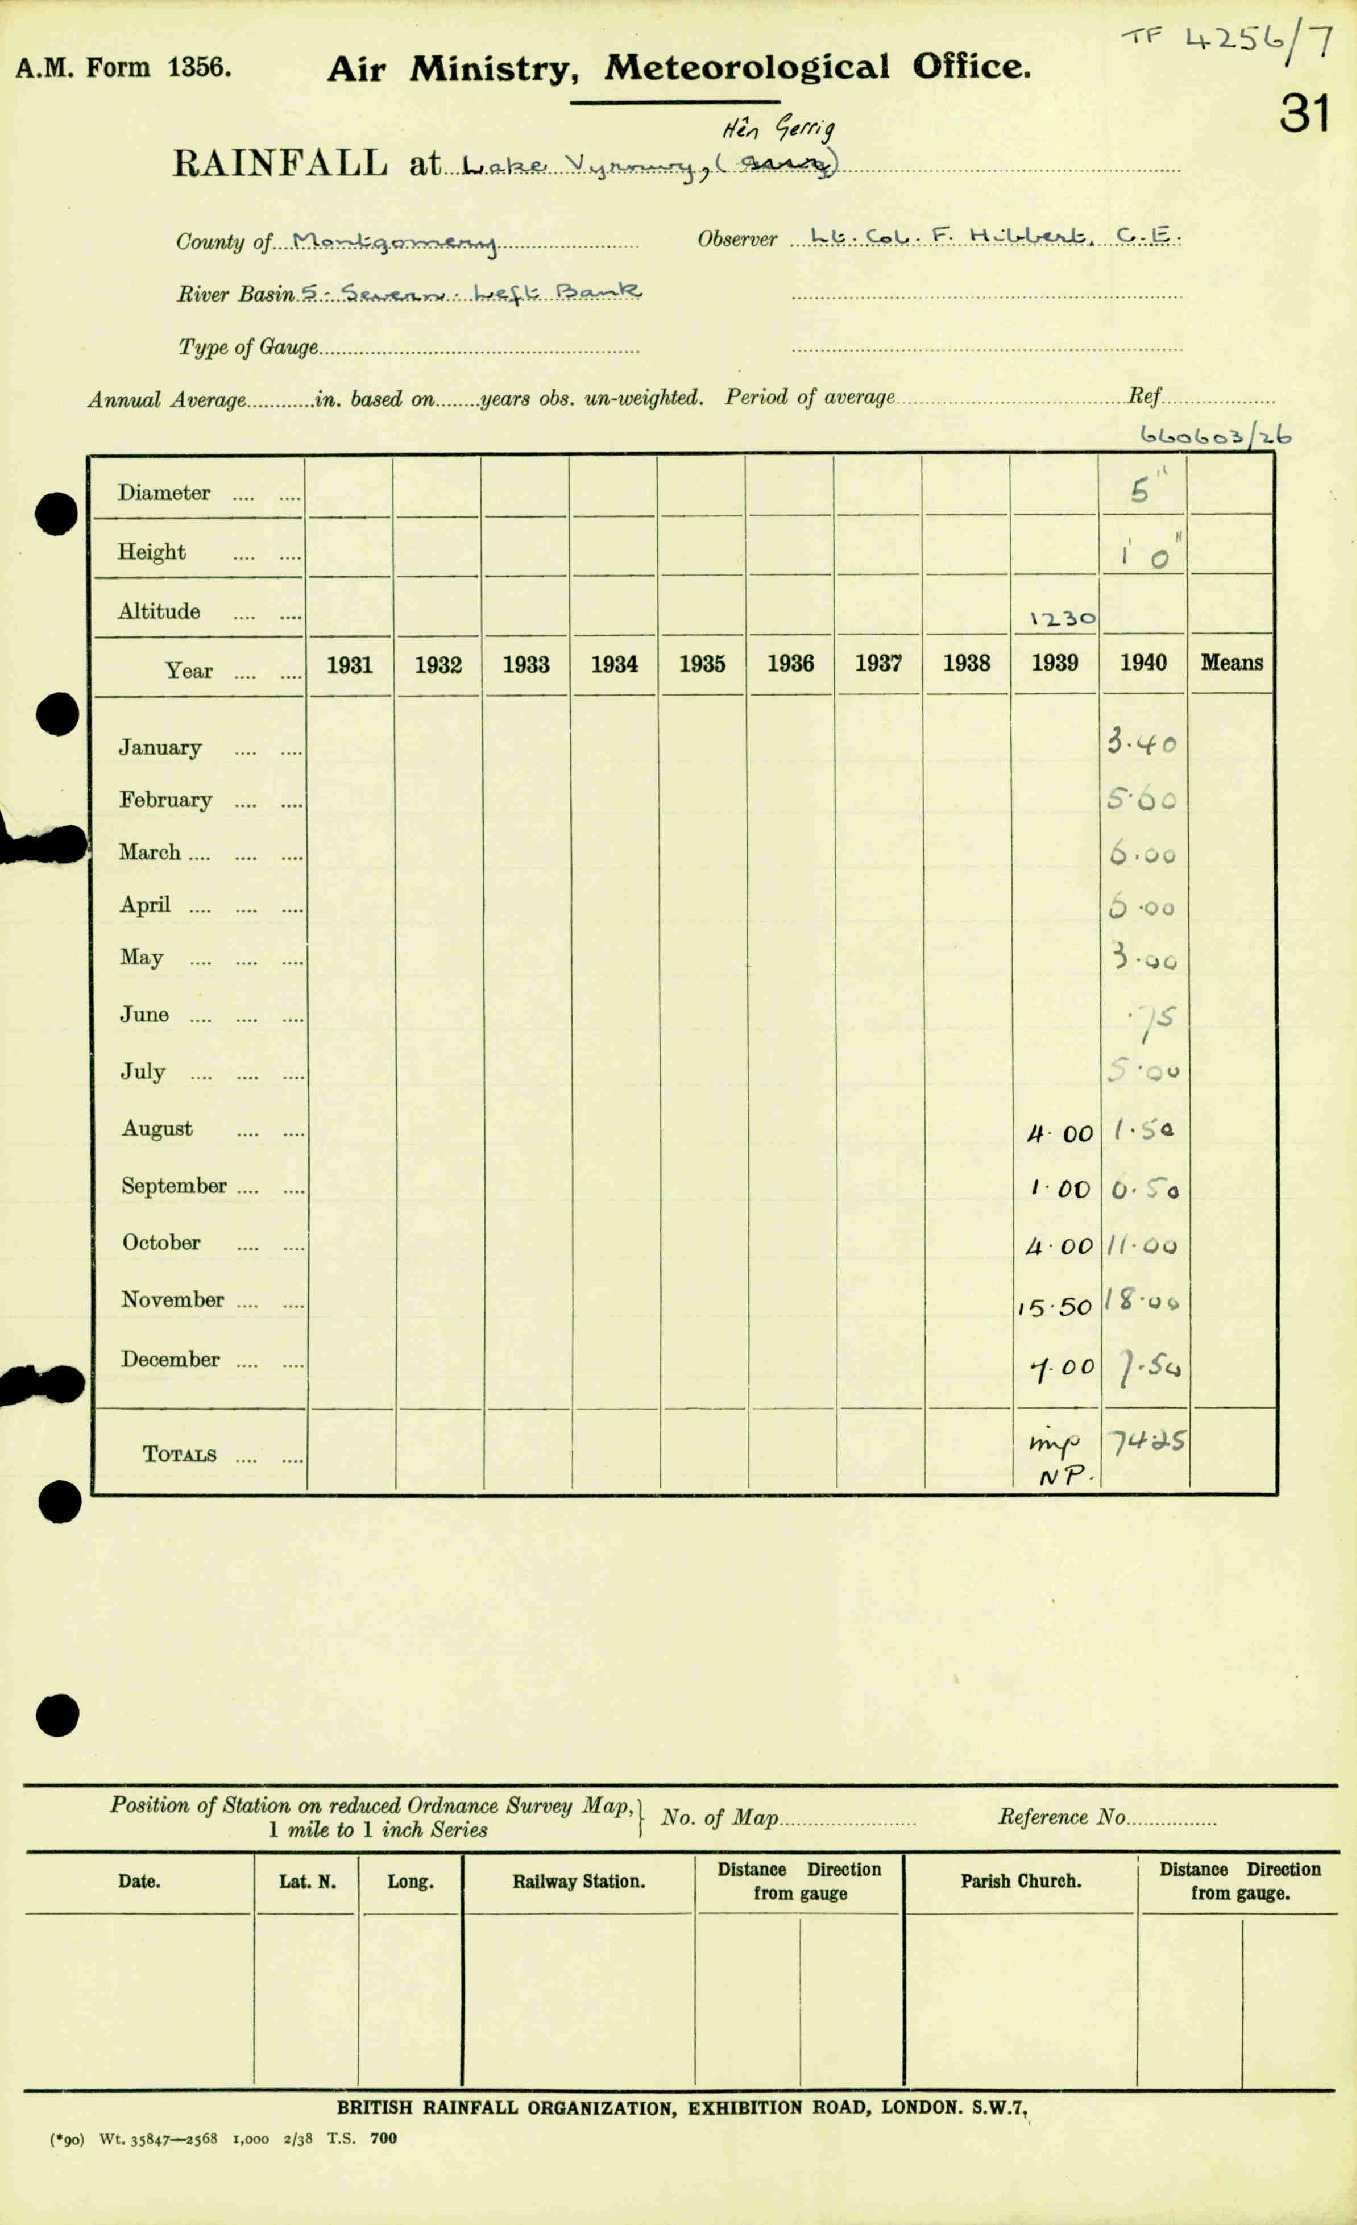 TF 4256/7
A.M. Form 1356.
Air Ministry, Meteorological Office.
31
Hên Gerrig
RAINFALL at Lake Vyrnwy, ( )
County of Montgomery Observer Lt. Col. F. Hibbert, C.E.
River Basin 5. Severn. Left Bank
Type of Gauge
Annual Average in. based on years obs. un-weighted. Period of average Ref.
660603/26
Diameter .... .... 5"
Height .... .... 1' 0"
Altitude .... .... 1230
Year .... .... 1931 1932 1933 1934 1935 1936 1937 1938 1939 1940 Means
January .... .... 3.40
February .... .... 5.60
March .... .... .... 6.00
April .... .... .... 6.00
May .... .... .... 3.00
June .... .... .... .75
July .... .... .... 5.00
August .... .... 4.00 1.50
September .... .... 1.00 6.50
October .... .... 4.00 11.00
November .... .... 15.50 18.00
December .... .... 7.00 7.50
TOTALS .... .... imp 74.25
NP.
Position of Station on reduced Ordnance Survey Map, } No. of Map Reference No.
1 mile to 1 inch Series
Date. Lat. N. Long. Railway Station. Distance Direction from gauge Parish Church. Distance Direction from gauge.
BRITISH RAINFALL ORGANIZATION, EXHIBITION ROAD, LONDON. S.W.7.
(*90) Wt. 35847—2568 1,000 2/38 T.S. 700